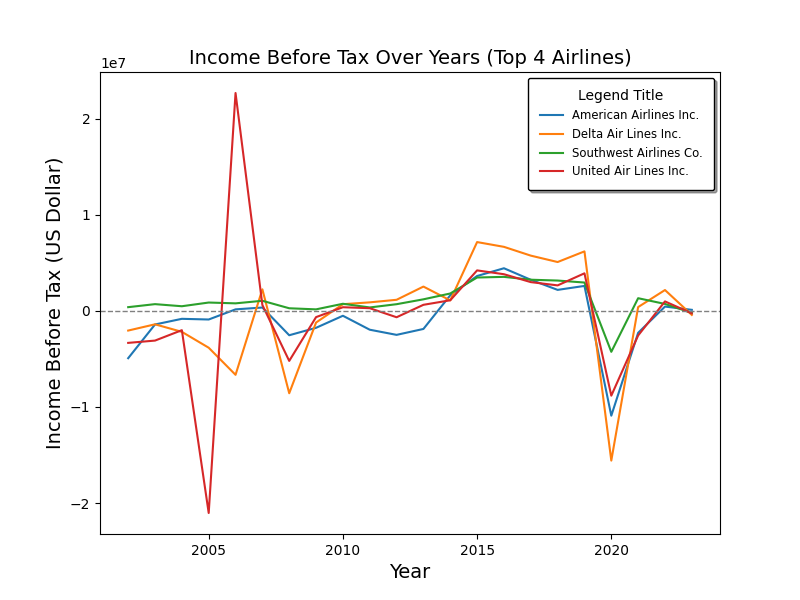 Income Before Tax Over Years (Top 4 Airlines)
1e7
Legend Title
American Airlines Inc.
Delta Air Lines Inc.
Southwest Airlines Co.
United Air Lines Inc.
Income Before Tax (US Dollar)
2
1
0
−1
−2
2005 2010 2015 2020
Year